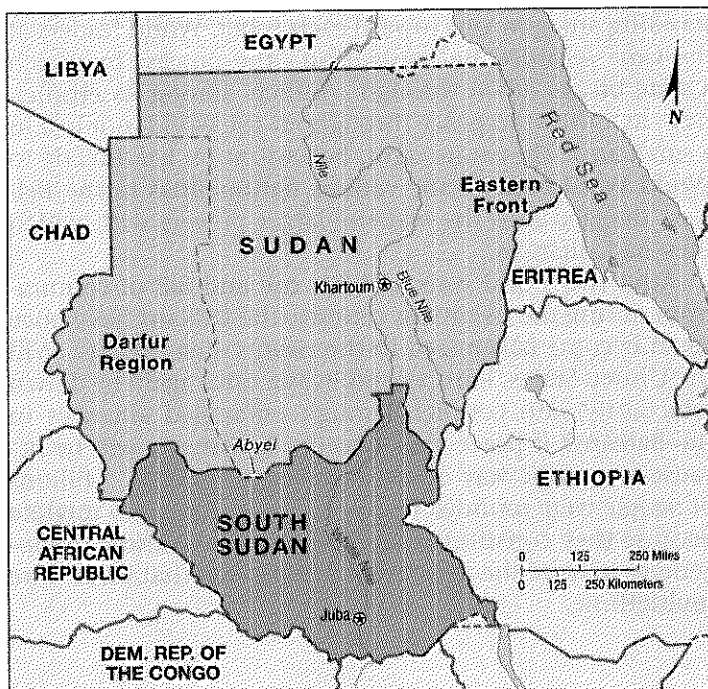 EGYPT
LIBYA
N
Red Sea
Nile
Eastern
Front
CHAD
SUDAN
ERITREA
Khartoum
Blue Nile
Darfur
Region
Abyei
ETHIOPIA
SOUTH
SUDAN
CENTRAL
AFRICAN
REPUBLIC
0 125 250 Miles
0 125 250 Kilometers
Juba
DEM. REP. OF
THE CONGO